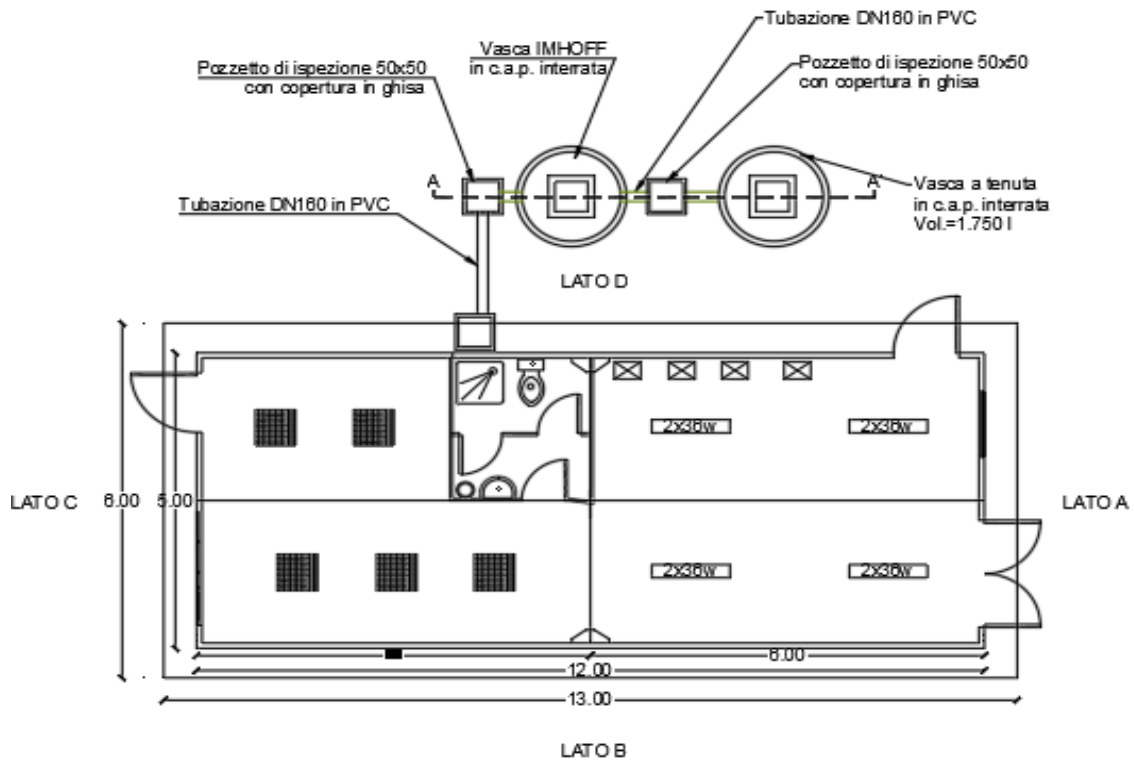 Tubazione DN160 in PVC
Vasca IMHOFF
in c.a.p. interrata
Pozzetto di ispezione 50x50
con copertura in ghisa
Pozzetto di ispezione 50x50
con copertura in ghisa
A
A'
Vasca a tenuta
in c.a.p. interrata
Vol.=1.750 l
Tubazione DN160 in PVC
LATO D
2x36w
2x36w
LATO C
6.00
5.00
LATO A
2x36w
2x36w
6.00
12.00
13.00
LATO B